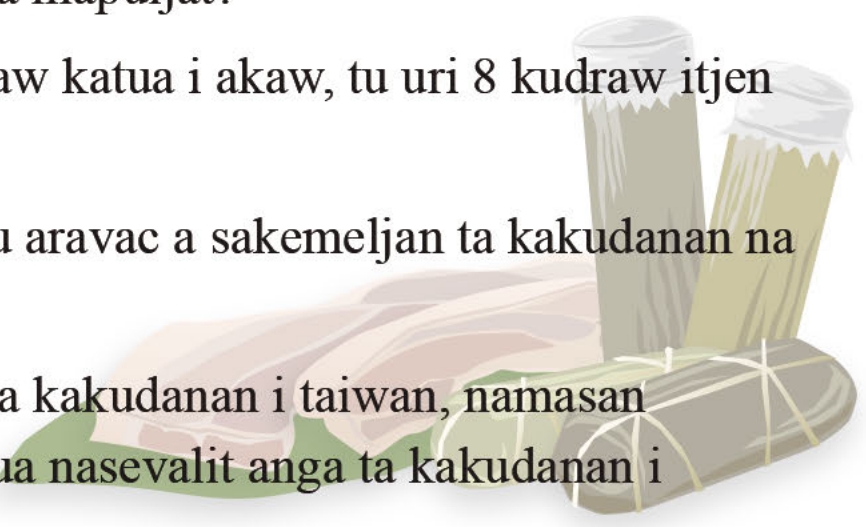 a mapuljat?
aw katua i akaw, tu uri 8 kudraw itjen
u aravac a sakemeljan ta kakudanan na
a kakudanan i taiwan, namasan
ua nasevalit anga ta kakudanan i